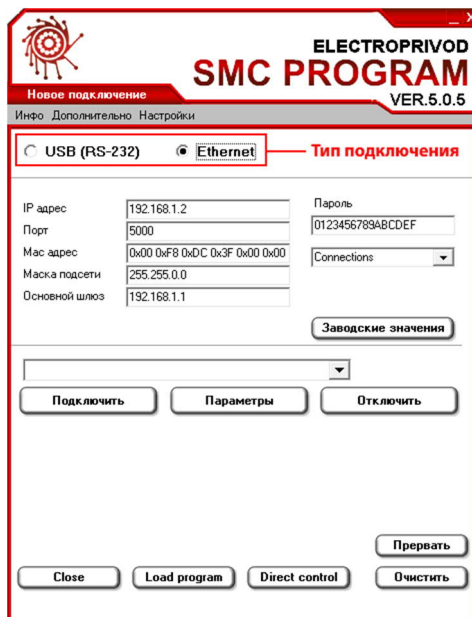 ELECTROPRIVOD
SMC PROGRAM
VER.5.0.5
Новое подключение
Инфо Дополнительно Настройки
USB (RS-232) Ethernet Тип подключения
IP адрес 192.168.1.2
Порт 5000
Мас адрес 0x00 0xF8 0xDC 0x3F 0x00 0x00
Маска подсети 255.255.0.0
Основной шлюз 192.168.1.1
Пароль
0123456789ABCDEF
Connections
Заводские значения
Подключить Параметры Отключить
Прервать
Close Load program Direct control Очистить